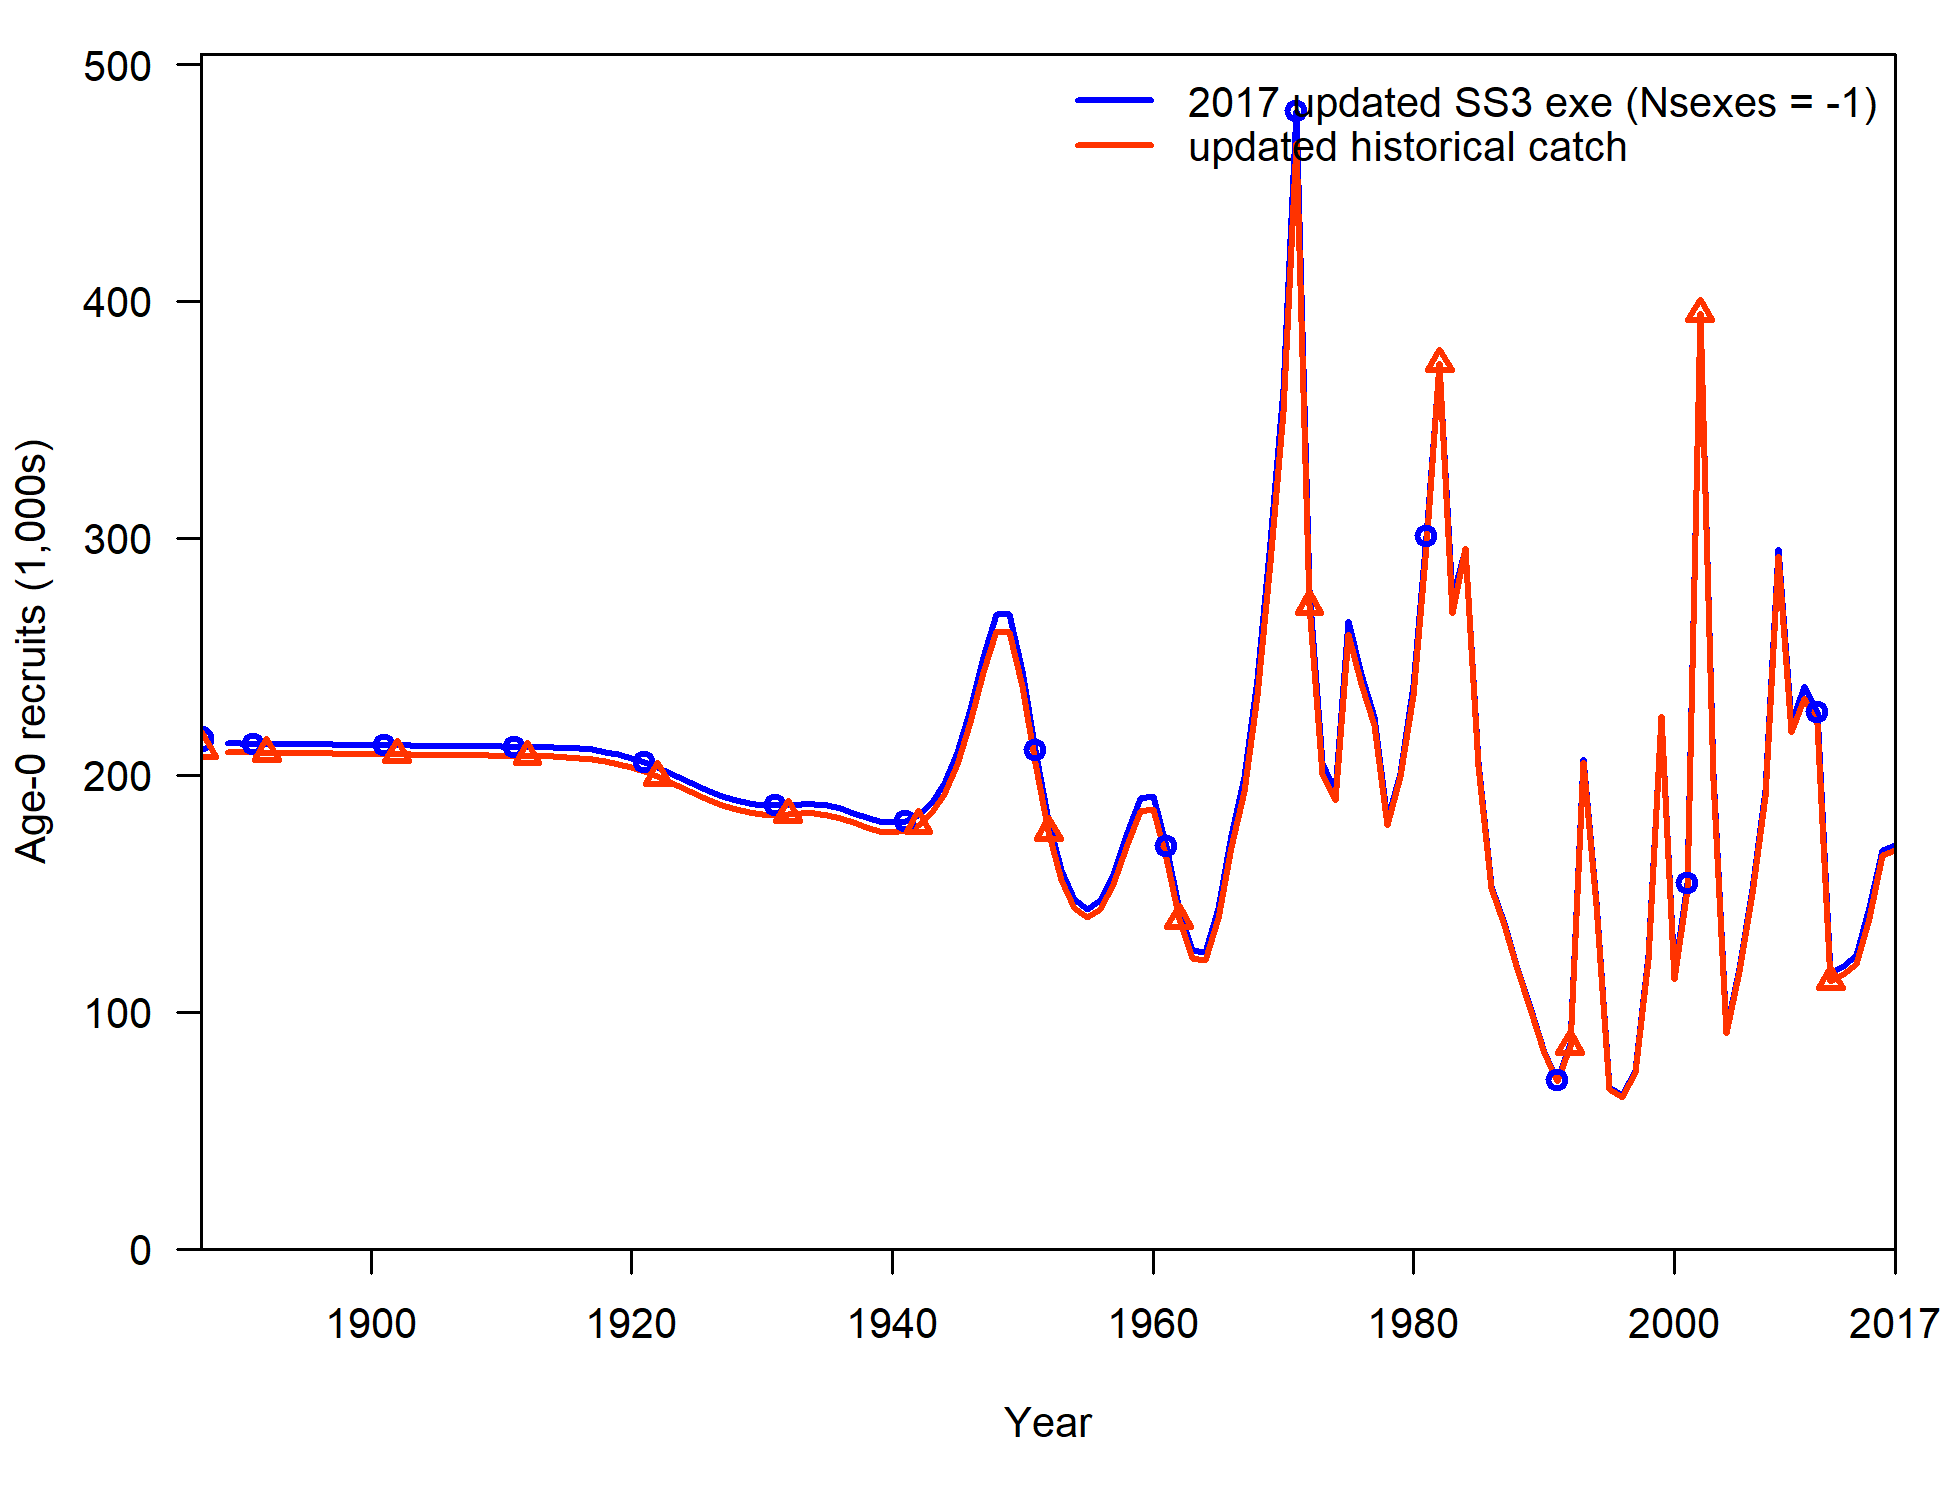 2017 updated SS3 exe (Nsexes = -1)
updated historical catch
500
400
300
200
100
0
Age-0 recruits (1,000s)
1900 1920 1940 1960 1980 2000 2017
Year